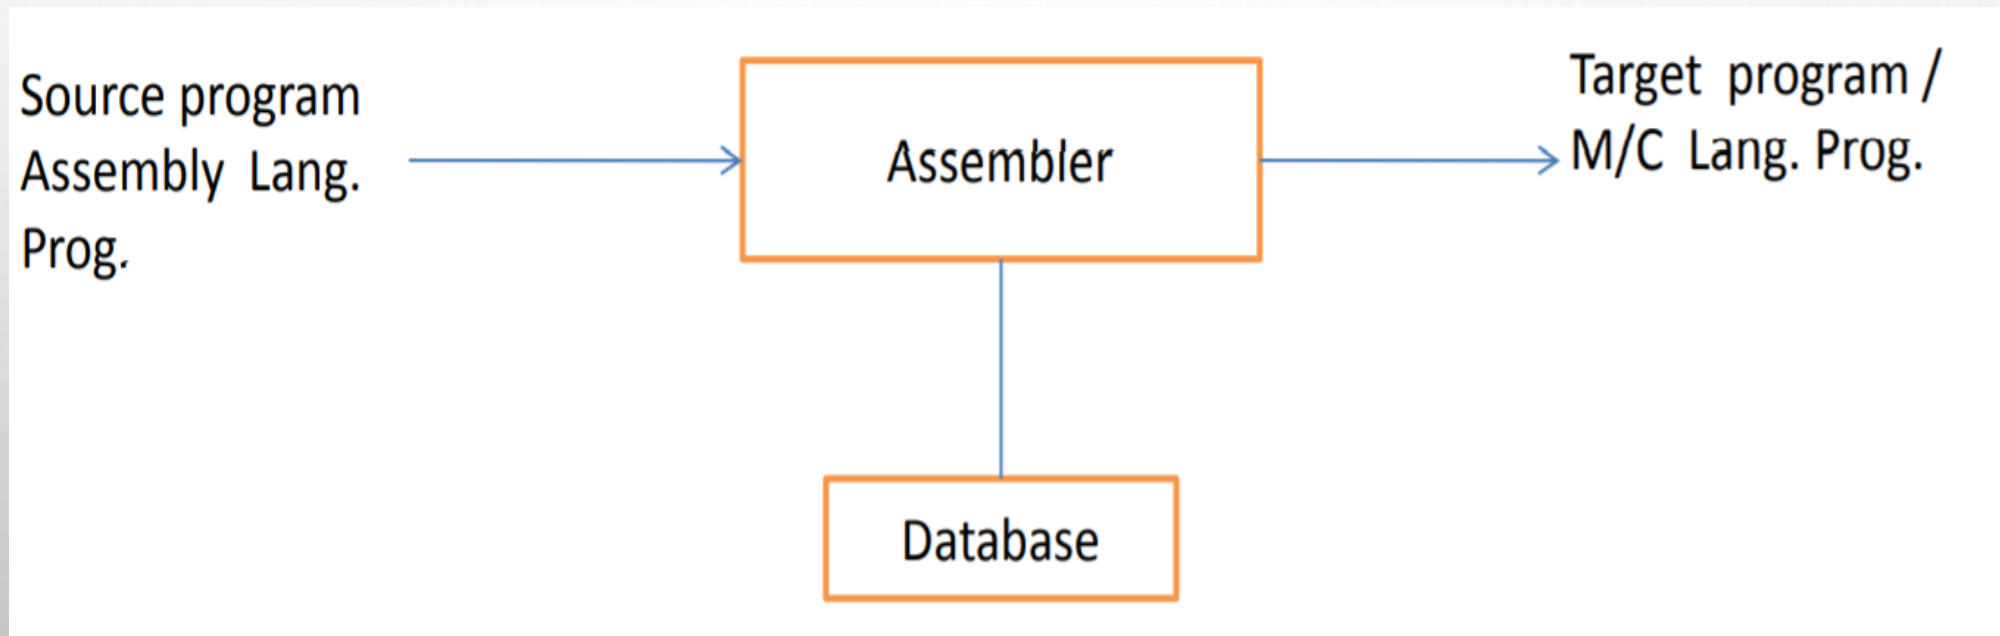 Source program
Assembly Lang.
Prog.
Assembler
Target program /
M/C Lang. Prog.
Database